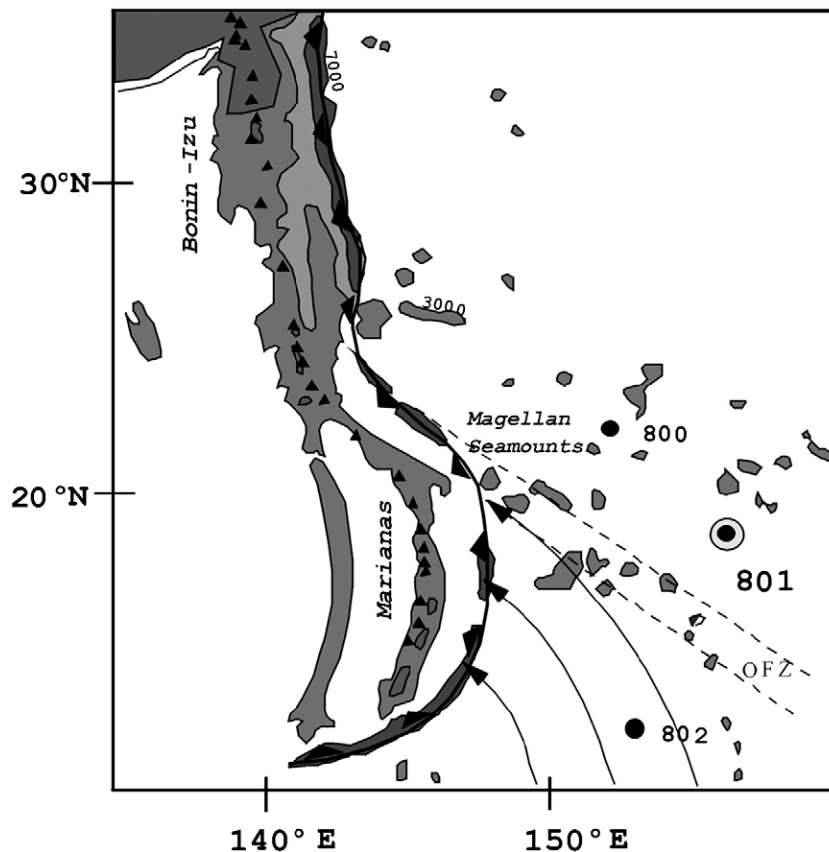 7000
Bonin -Izu
30°N
3000
Magellan
Seamounts
800
20°N
Marianas
801
OFZ
802
140°E
150°E